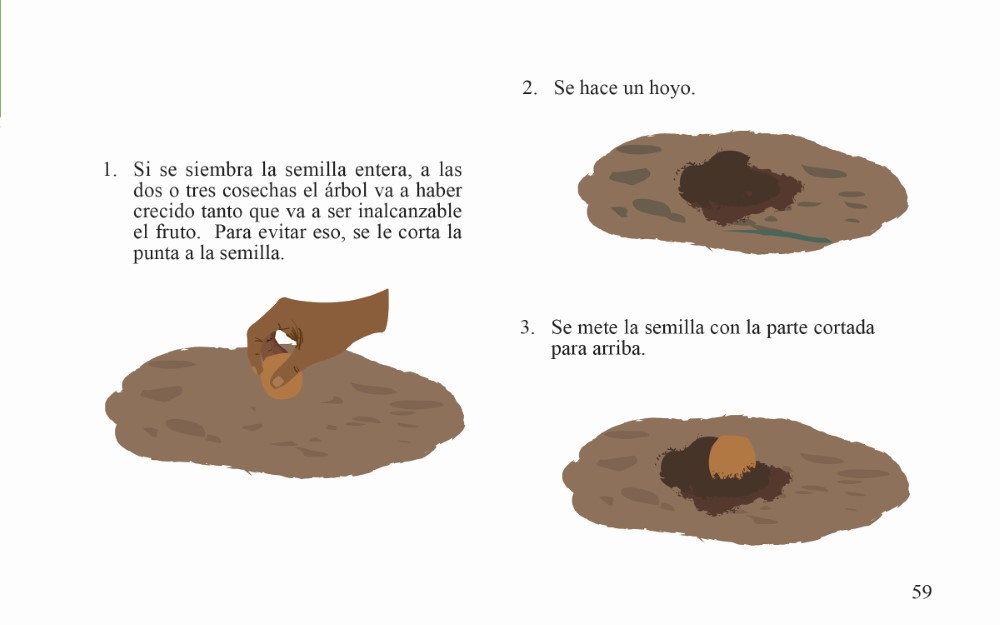 1. Si se siembra la semilla entera, a las
dos o tres cosechas el árbol va a haber
crecido tanto que va a ser inalcanzable
el fruto. Para evitar eso, se le corta la
punta a la semilla.
2. Se hace un hoyo.
3. Se mete la semilla con la parte cortada
para arriba.
59